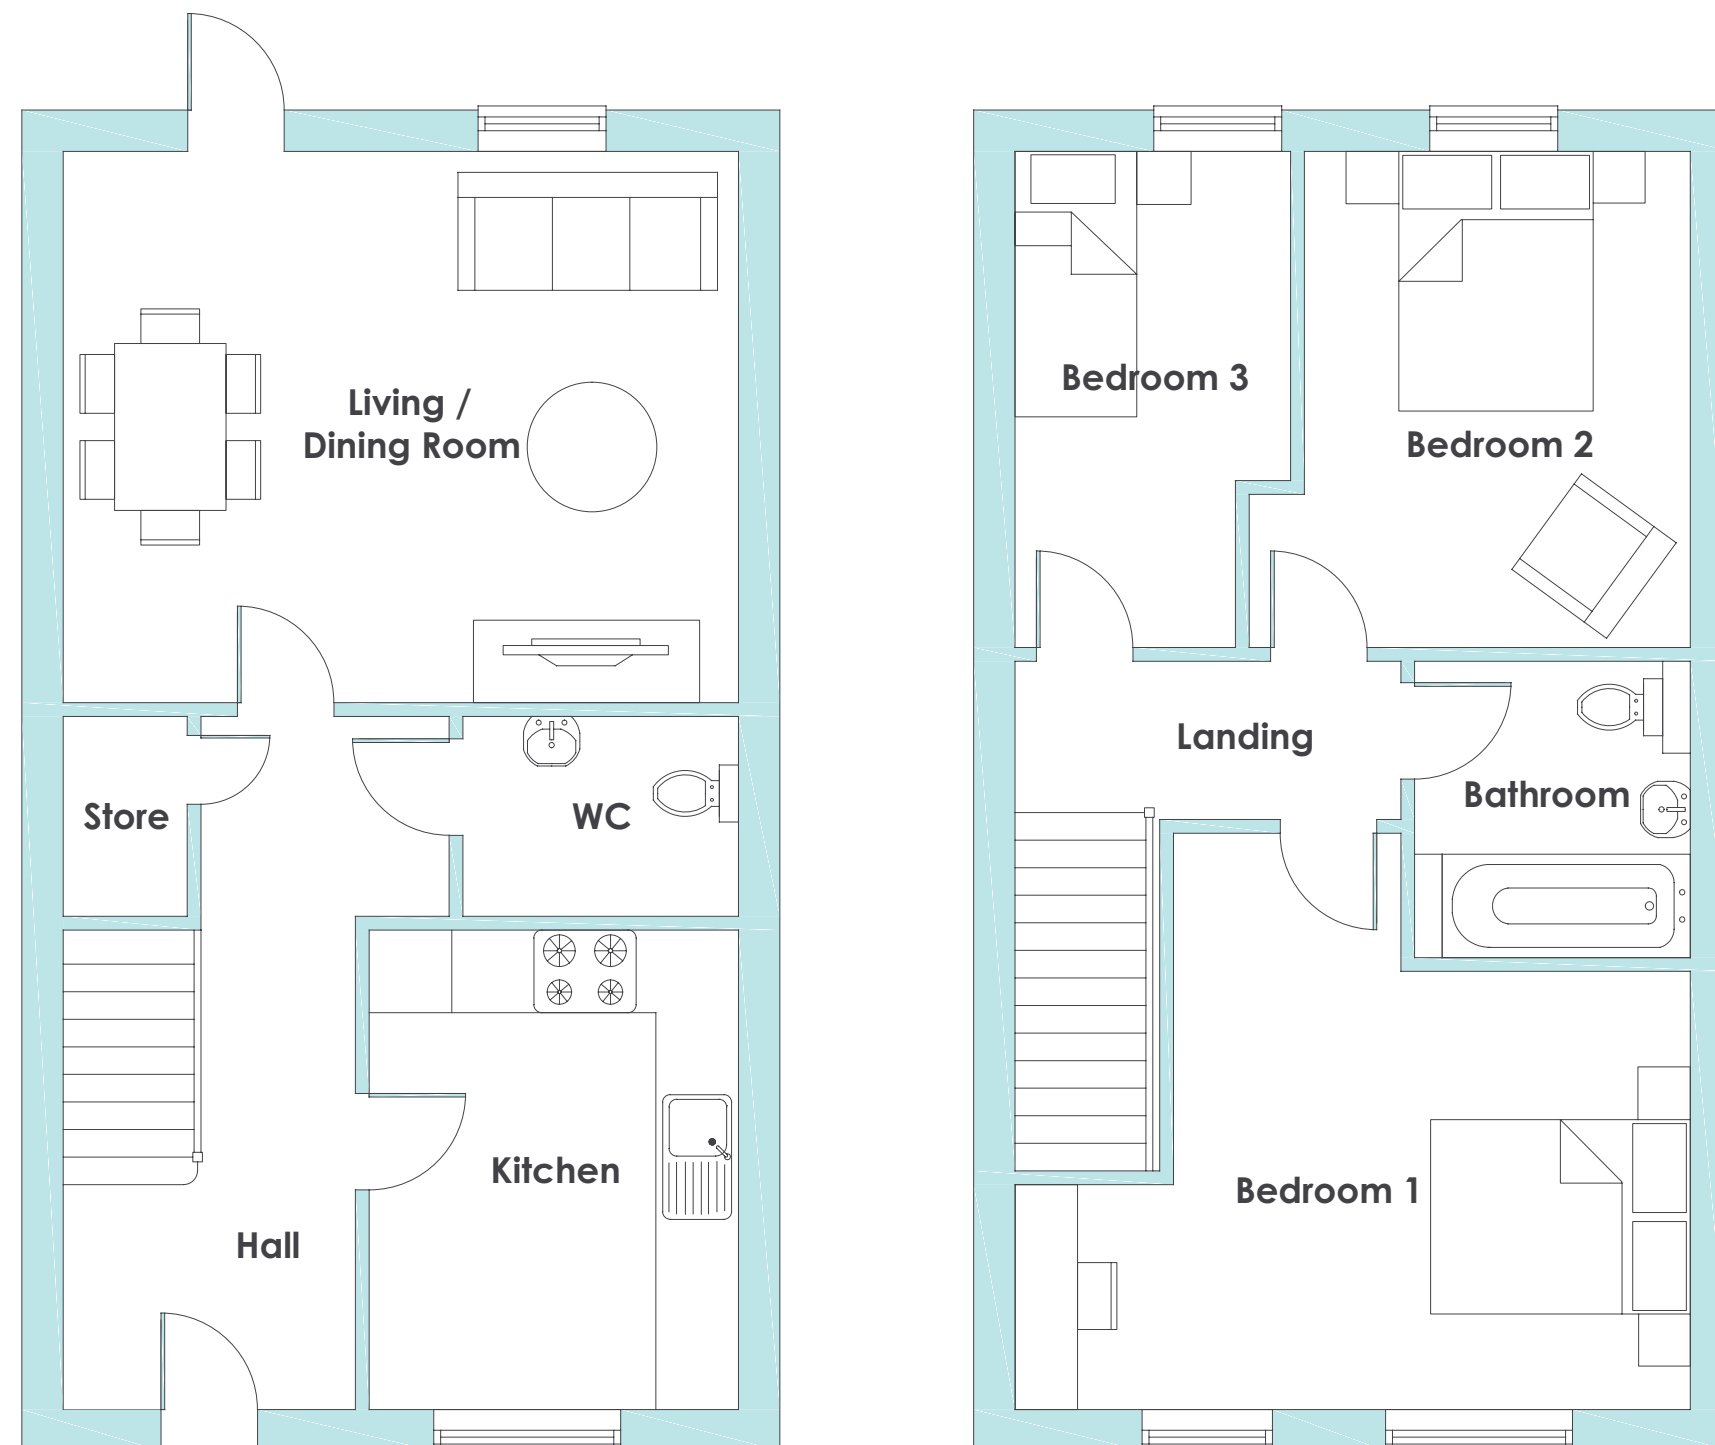 Living /
Dining Room
Store
WC
Kitchen
Hall
Bedroom 3
Bedroom 2
Landing
Bathroom
Bedroom 1